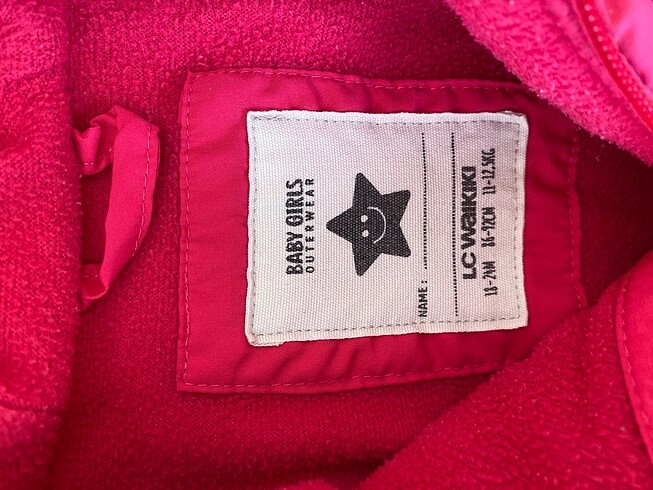 BABY GIRLS
OUTERWEAR
NAME:
LC WAIKIKI
18-24M 86-92CM 11-12,5KG